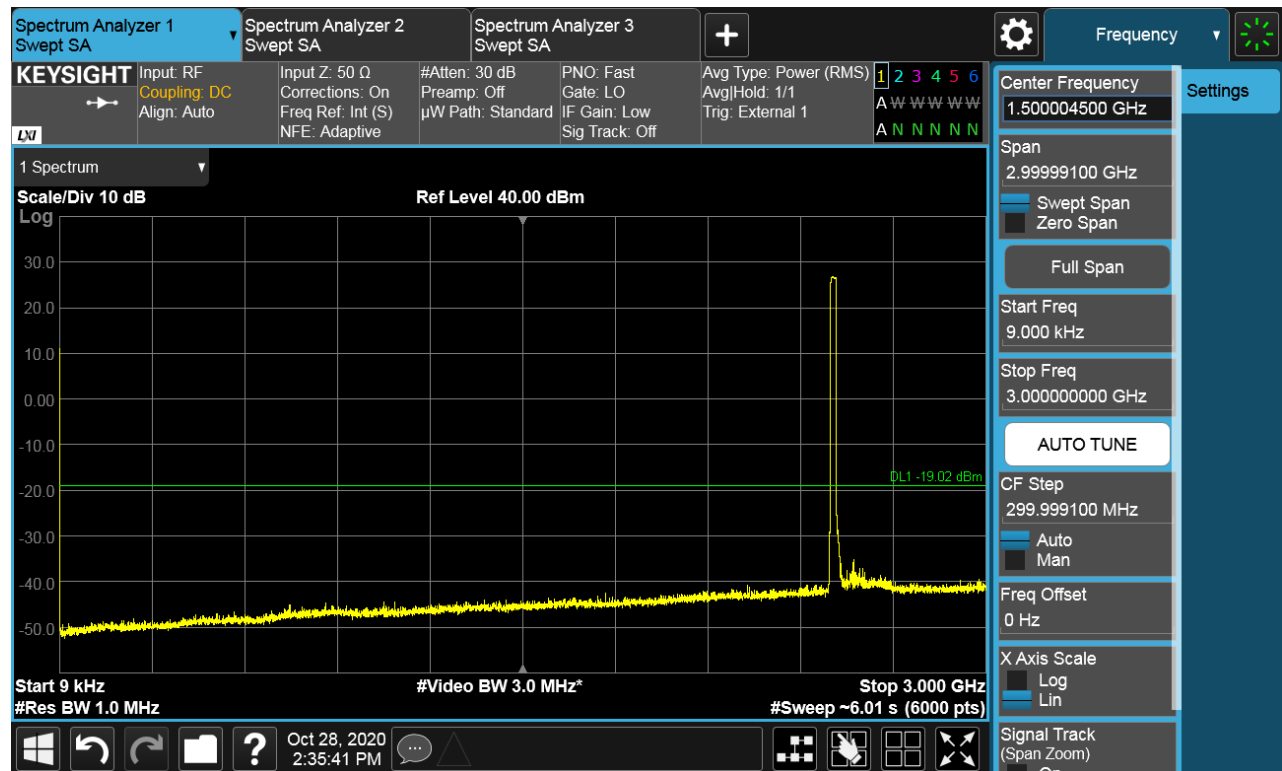 Spectrum Analyzer 1
Swept SA
Spectrum Analyzer 2
Swept SA
Spectrum Analyzer 3
Swept SA
Frequency
KEYSIGHT
LXI
Input: RF
Coupling: DC
Align: Auto
Input Z: 50 Ω
Corrections: On
Freq Ref: Int (S)
NFE: Adaptive
#Atten: 30 dB
Preamp: Off
µW Path: Standard
PNO: Fast
Gate: LO
IF Gain: Low
Sig Track: Off
Avg Type: Power (RMS)
Avg|Hold: 1/1
Trig: External 1
1 2 3 4 5 6
A W W W W W
A N N N N N
1 Spectrum
Scale/Div 10 dB
Ref Level 40.00 dBm
Log
30.0
20.0
10.0
0.00
-10.0
-20.0
-30.0
-40.0
-50.0
DL1 -19.02 dBm
Start 9 kHz
#Video BW 3.0 MHz*
Stop 3.000 GHz
#Res BW 1.0 MHz
#Sweep ~6.01 s (6000 pts)
Oct 28, 2020
2:35:41 PM
Center Frequency
1.500004500 GHz
Settings
Span
2.99999100 GHz
Swept Span
Zero Span
Full Span
Start Freq
9.000 kHz
Stop Freq
3.000000000 GHz
AUTO TUNE
CF Step
299.999100 MHz
Auto
Man
Freq Offset
0 Hz
X Axis Scale
Log
Lin
Signal Track
(Span Zoom)